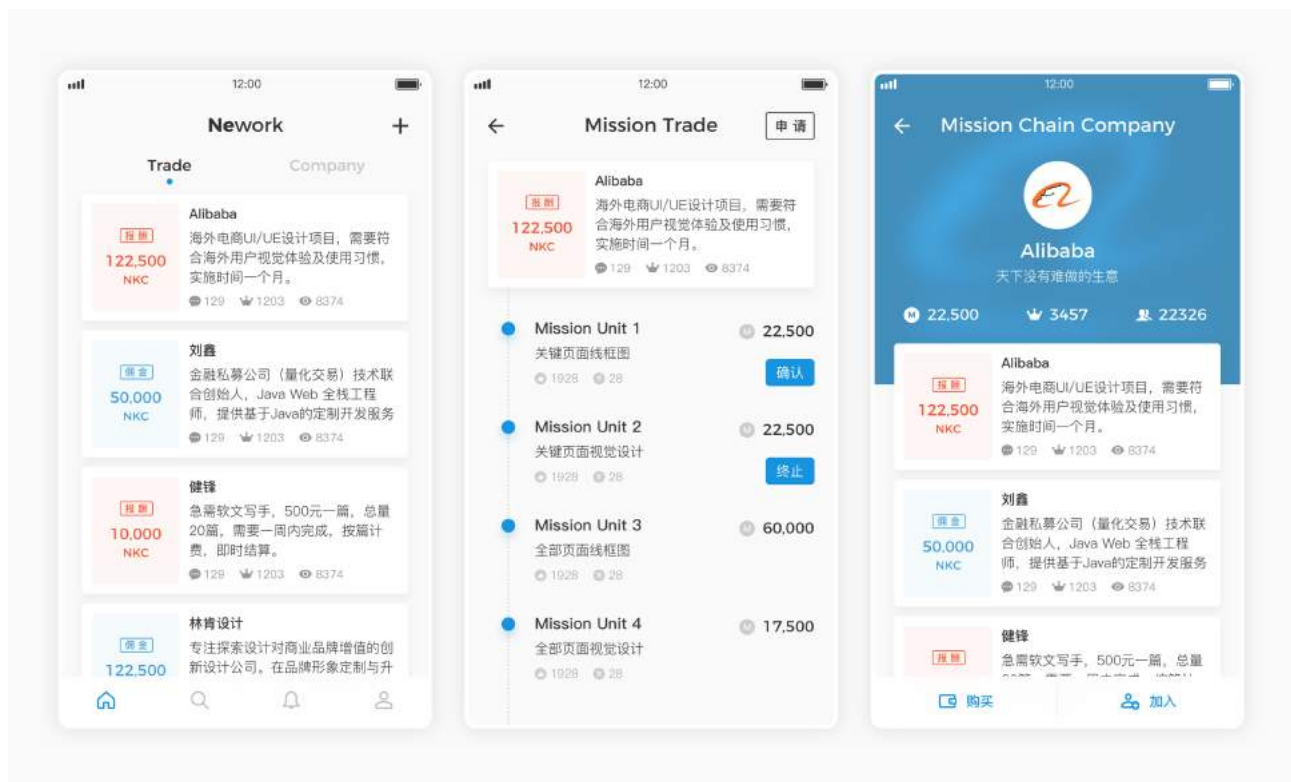 12:00
Nework
Trade
Company
报酬
122,500
NKC
Alibaba
海外电商UI/UE设计项目，需要符
合海外用户视觉体验及使用习惯，
实施时间一个月。
129 1203 8374
佣金
50,000
NKC
刘鑫
金融私募公司（量化交易）技术联
合创始人，Java Web 全栈工程
师，提供基于Java的定制开发服务
129 1203 8374
报酬
10,000
NKC
健锋
急需软文写手，500元一篇，总量
20篇，需要一周内完成，按篇计
费，即时结算。
129 1203 8374
佣金
122,500
林肯设计
专注探索设计对商业品牌增值的创
新设计公司。在品牌形象定制与升
12:00
Mission Trade
申请
报酬
122,500
NKC
Alibaba
海外电商UI/UE设计项目，需要符
合海外用户视觉体验及使用习惯，
实施时间一个月。
129 1203 8374
Mission Unit 1
M 22,500
关键页面线框图
确认
1928 28
Mission Unit 2
M 22,500
关键页面视觉设计
终止
1928 28
Mission Unit 3
M 60,000
全部页面线框图
1928 28
Mission Unit 4
M 17,500
全部页面视觉设计
1928 28
12:00
Mission Chain Company
Alibaba
天下没有难做的生意
M 22,500 3457 22326
报酬
122,500
NKC
Alibaba
海外电商UI/UE设计项目，需要符
合海外用户视觉体验及使用习惯，
实施时间一个月。
129 1203 8374
佣金
50,000
NKC
刘鑫
金融私募公司（量化交易）技术联
合创始人，Java Web 全栈工程
师，提供基于Java的定制开发服务
129 1203 8374
报酬
健锋
急需软文写手，500元一篇，总量
购买
加入